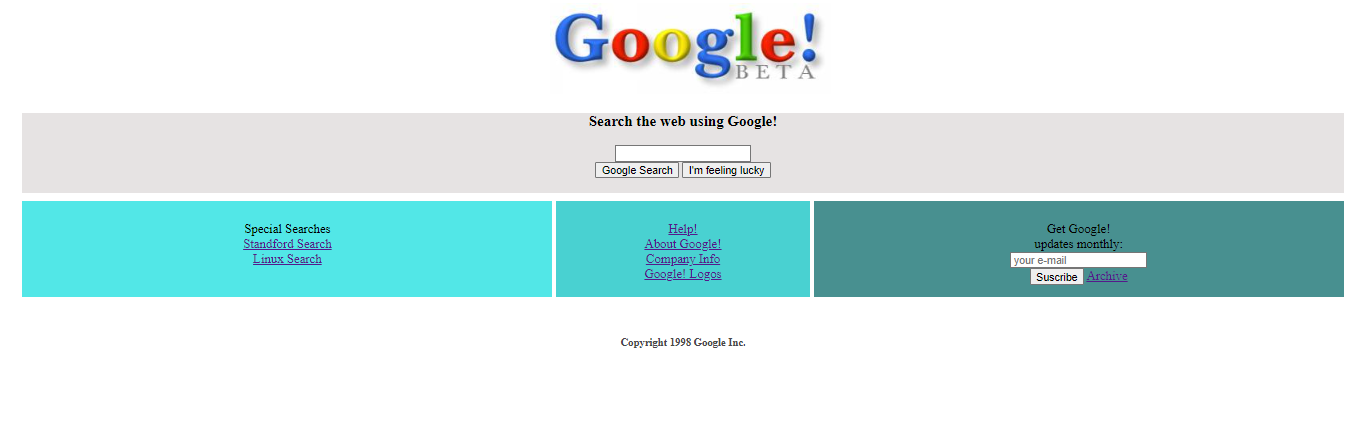 Google!
BETA
Search the web using Google!
Google Search I'm feeling lucky
Special Searches
Standford Search
Linux Search
Help!
About Google!
Company Info
Google! Logos
Get Google!
updates monthly:
your e-mail
Suscribe Archive
Copyright 1998 Google Inc.